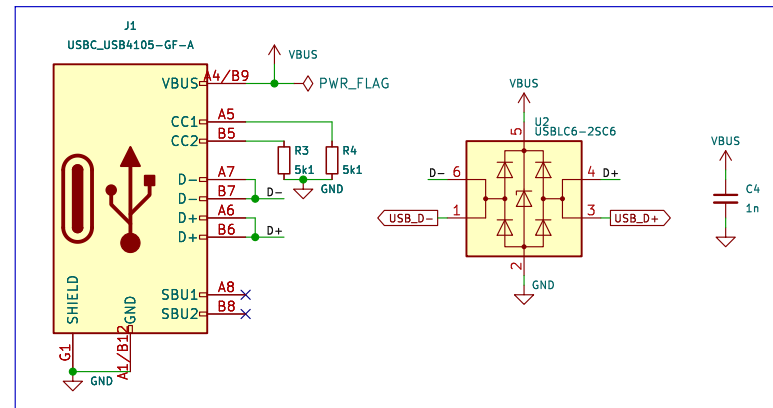 J1
USBC_USB4105-GF-A
VBUS
A4/B9
VBUS
PWR_FLAG
CC1
A5
CC2
B5
R3
5k1
R4
5k1
GND
D-
A7
D-
B7
D-
D+
A6
D+
B6
D+
SBU1
A8
SBU2
B8
SHIELD
GND
G1
A1/B12
GND
VBUS
5
U2
USBLC6-2SC6
D-
6
4
D+
USB_D-
1
3
USB_D+
2
GND
VBUS
C4
1n